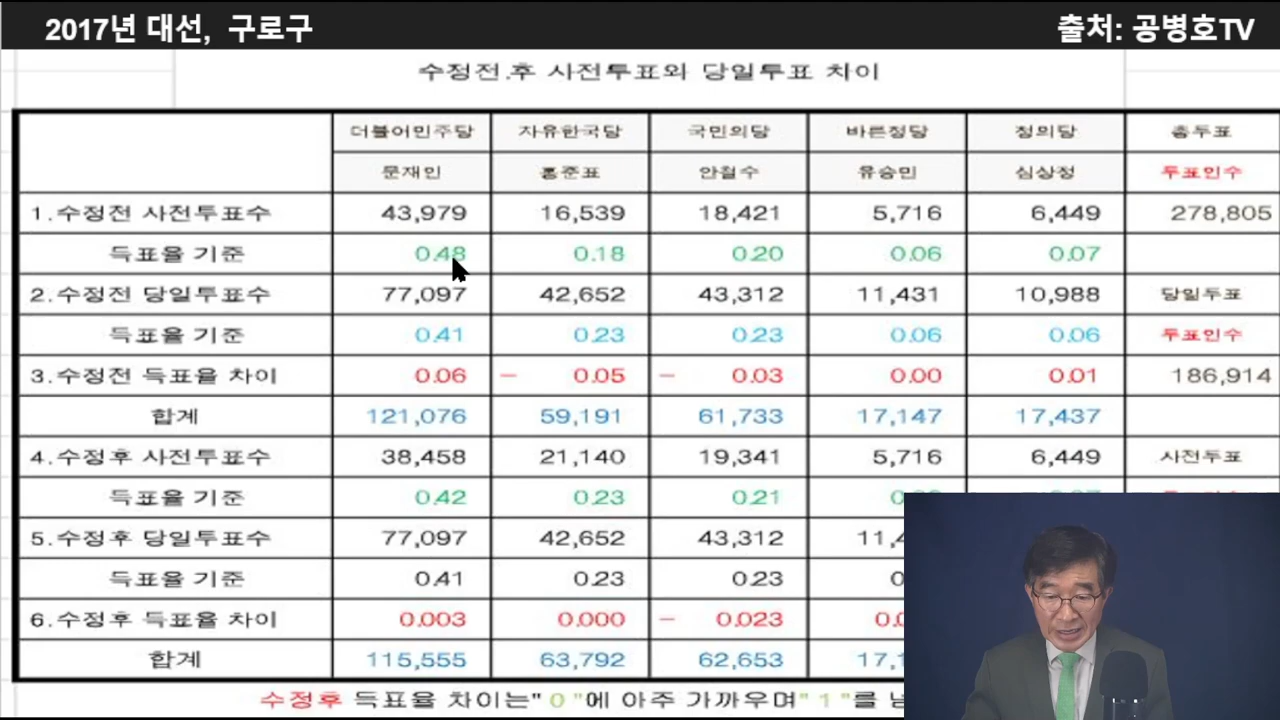 2017년 대선, 구로구 출처: 공병호TV
수정전.후 사전투표와 당일투표 차이
더불어민주당 자유한국당 국민의당 바른정당 정의당 총투표
문재인 홍준표 안철수 유승민 심상정 투표인수
1.수정전 사전투표수 43,979 16,539 18,421 5,716 6,449 278,805
득표율 기준 0.48 0.18 0.20 0.06 0.07
2.수정전 당일투표수 77,097 42,652 43,312 11,431 10,988 당일투표
득표율 기준 0.41 0.23 0.23 0.06 0.06 투표인수
3.수정전 득표율 차이 0.06 - 0.05 - 0.03 0.00 0.01 186,914
합계 121,076 59,191 61,733 17,147 17,437
4.수정후 사전투표수 38,458 21,140 19,341 5,716 6,449 사전투표
득표율 기준 0.42 0.23 0.21
5.수정후 당일투표수 77,097 42,652 43,312 11,4
득표율 기준 0.41 0.23 0.23 0
6.수정후 득표율 차이 0.003 0.000 - 0.023 0.0
합계 115,555 63,792 62,653 17,1
수정후 득표율 차이는" 0 "에 아주 가까우며" 1 "를